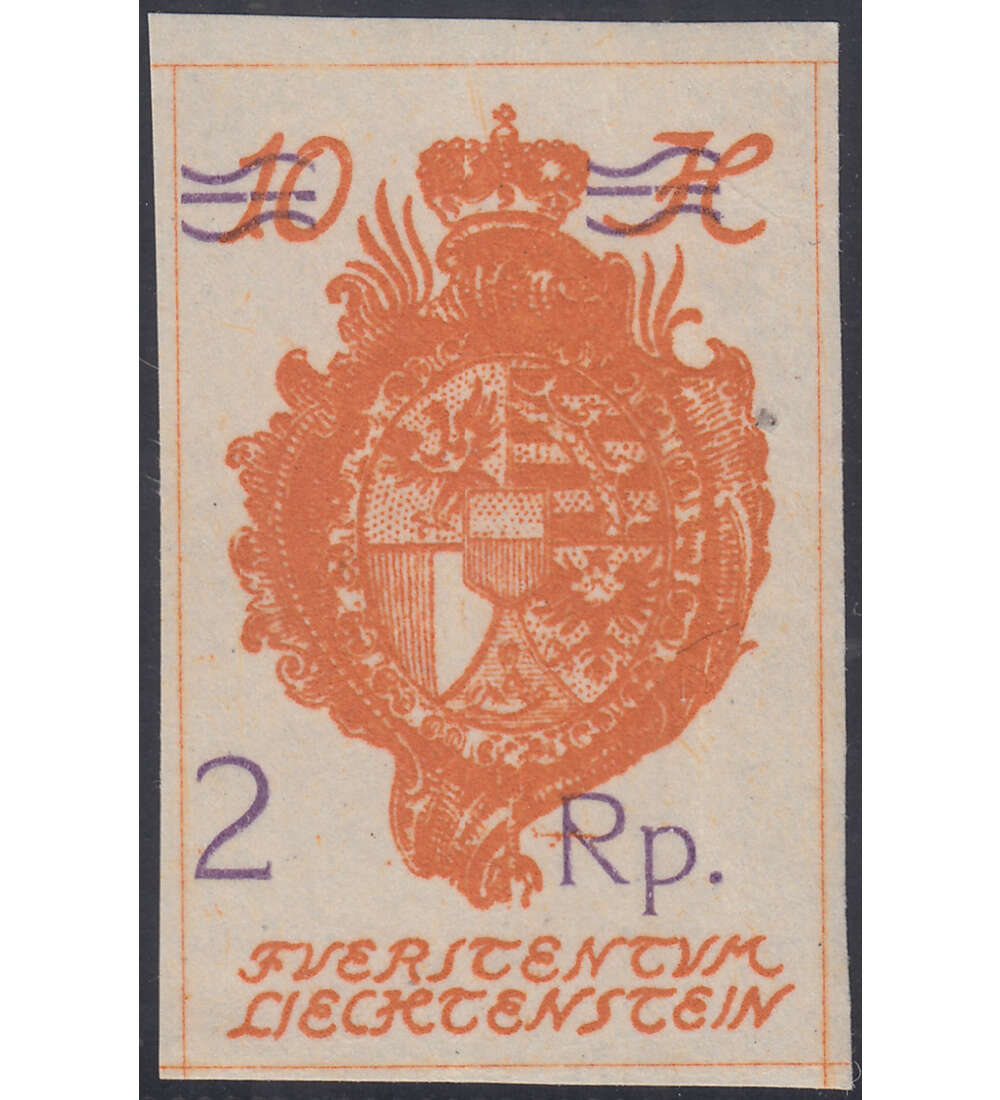 10 H
2 Rp.
FVERSTENTVM
LIECHTENSTEIN